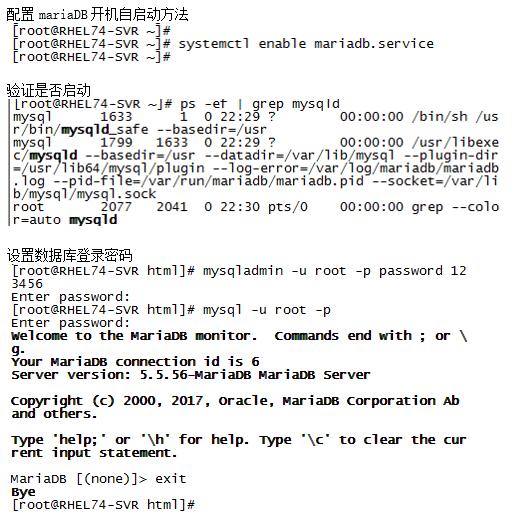 配置 mariaDB 开机自启动方法
[root@RHEL74-SVR ~]#
[root@RHEL74-SVR ~]# systemctl enable mariadb.service
[root@RHEL74-SVR ~]#
验证是否启动
[root@RHEL74-SVR ~]# ps -ef | grep mysqld
mysql 1633 1 0 22:29 ? 00:00:00 /bin/sh /us
r/bin/mysqld_safe --basedir=/usr
mysql 1799 1633 0 22:29 ? 00:00:00 /usr/libexe
c/mysqld --basedir=/usr --datadir=/var/lib/mysql --plugin-dir
=/usr/lib64/mysql/plugin --log-error=/var/log/mariadb/mariadb
.log --pid-file=/var/run/mariadb/mariadb.pid --socket=/var/li
b/mysql/mysql.sock
root 2077 2041 0 22:30 pts/0 00:00:00 grep --colo
r=auto mysqld
设置数据库登录密码
[root@RHEL74-SVR html]# mysqladmin -u root -p password 12
3456
Enter password:
[root@RHEL74-SVR html]# mysql -u root -p
Enter password:
Welcome to the MariaDB monitor.  Commands end with ; or \
g.
Your MariaDB connection id is 6
Server version: 5.5.56-MariaDB MariaDB Server
Copyright (c) 2000, 2017, Oracle, MariaDB Corporation Ab
and others.
Type 'help;' or '\h' for help. Type '\c' to clear the cur
rent input statement.
MariaDB [(none)]> exit
Bye
[root@RHEL74-SVR html]#